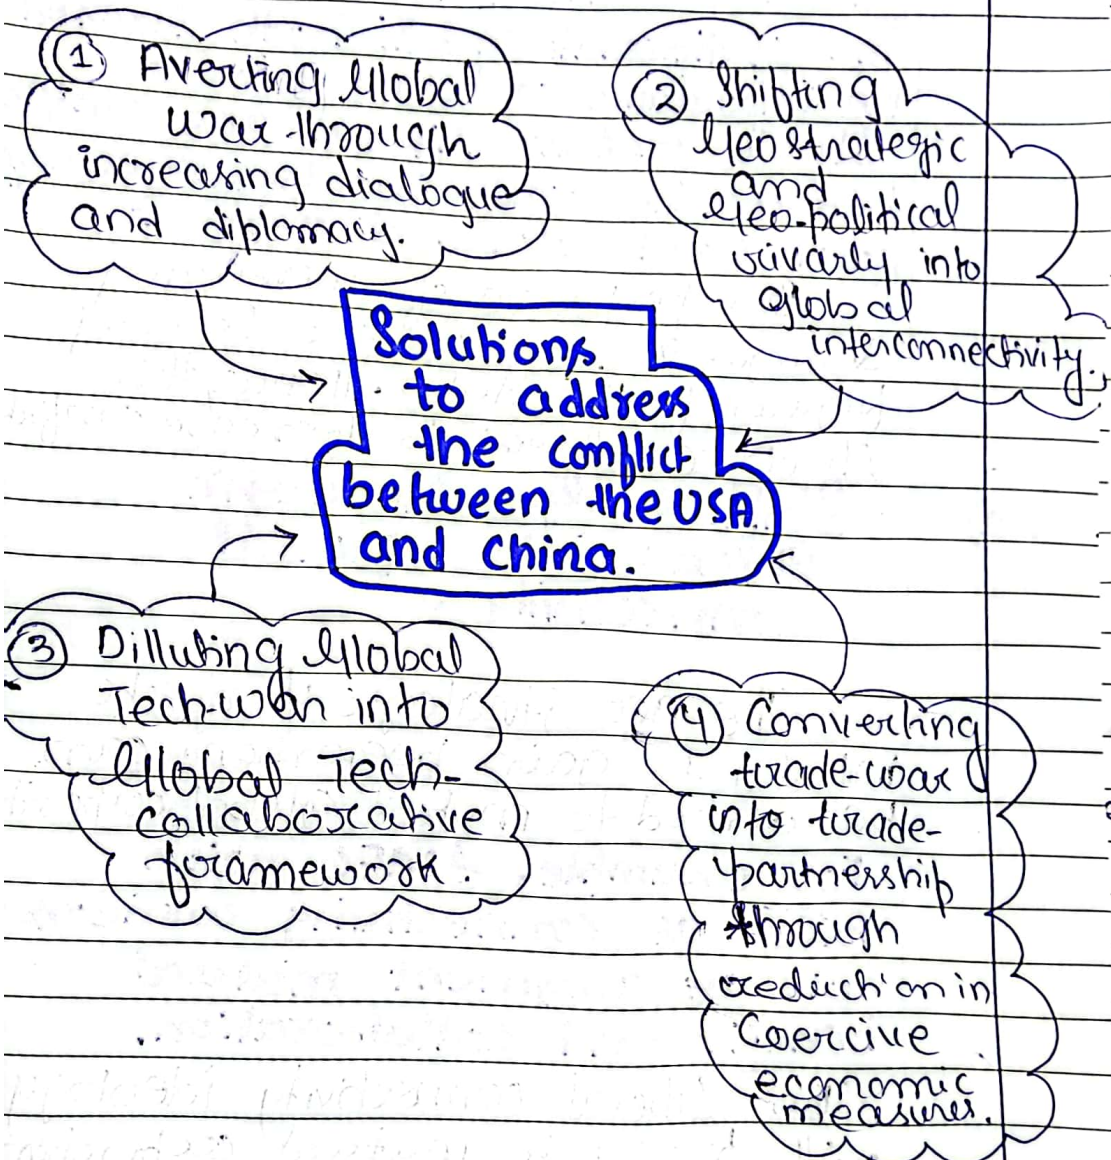 ① Averting Global
war through
increasing dialogue
and diplomacy.
② Shifting
Geostrategic
and
Geo-political
rivarly into
global
interconnectivity.
Solutions
to address
the conflict
between the USA
and China.
③ Dilluting Global
Tech-war into
Global Tech-
collaborative
framework.
④ Converting
trade-war
into trade-
partnership
through
reduction in
Coercive
economic
measures.